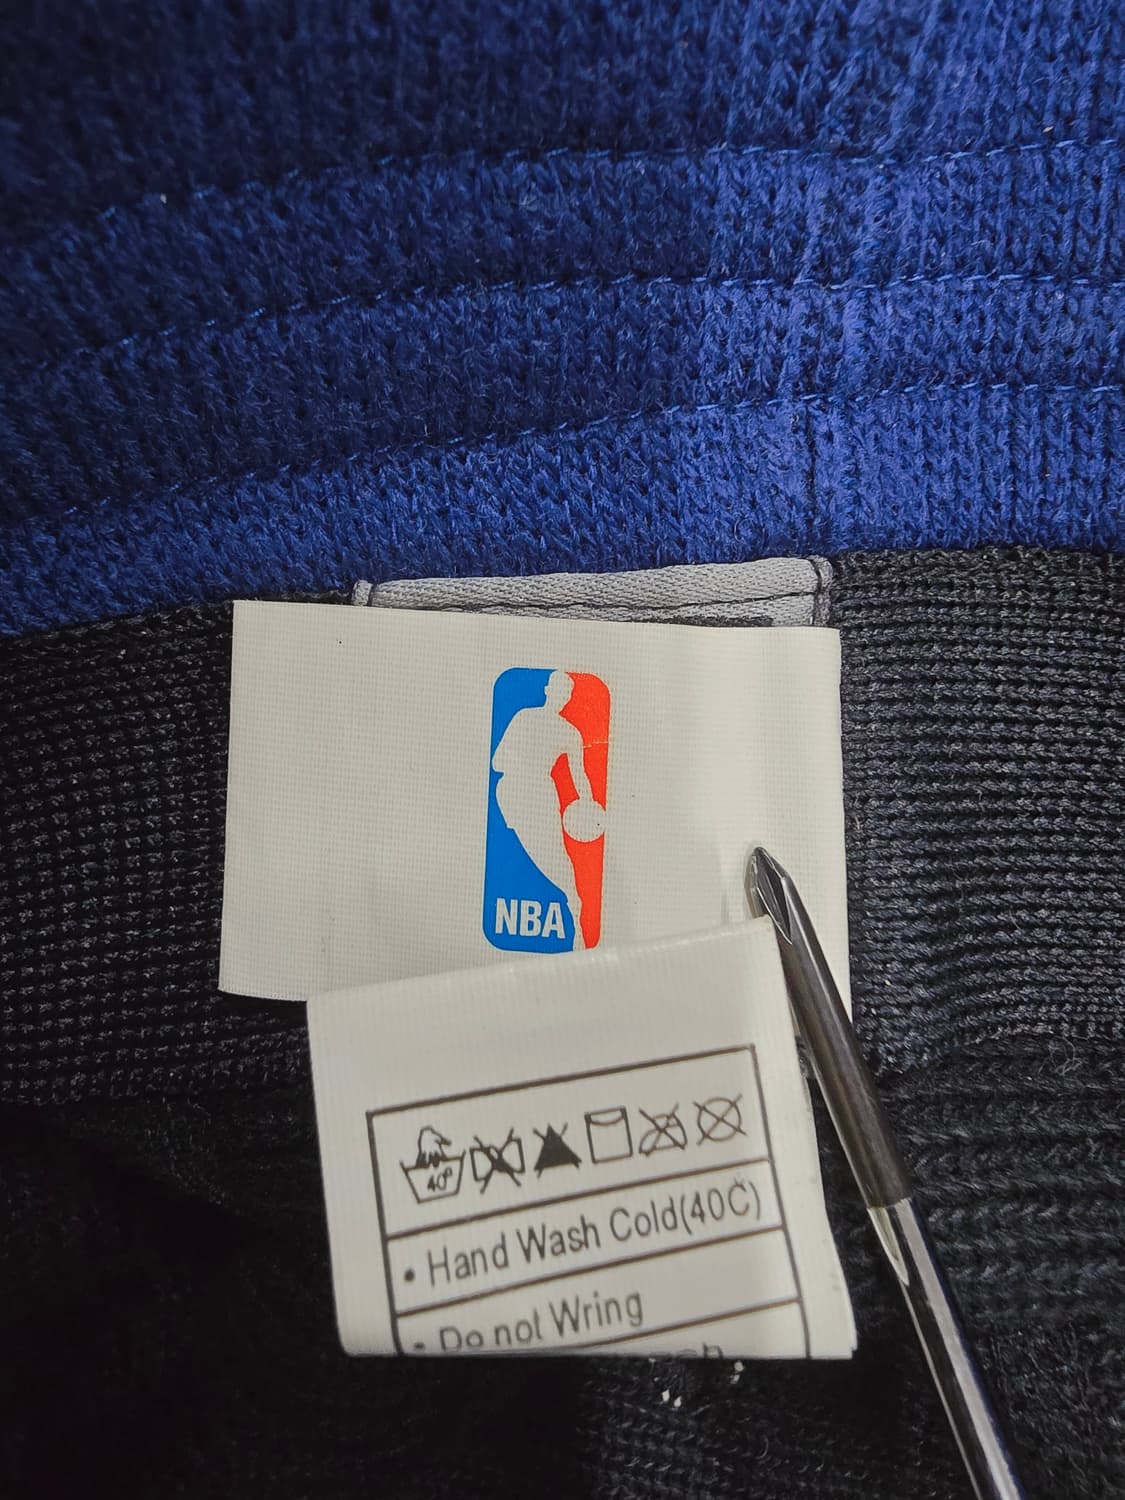 NBA
40°
• Hand Wash Cold(40C̆)
• Do not Wring